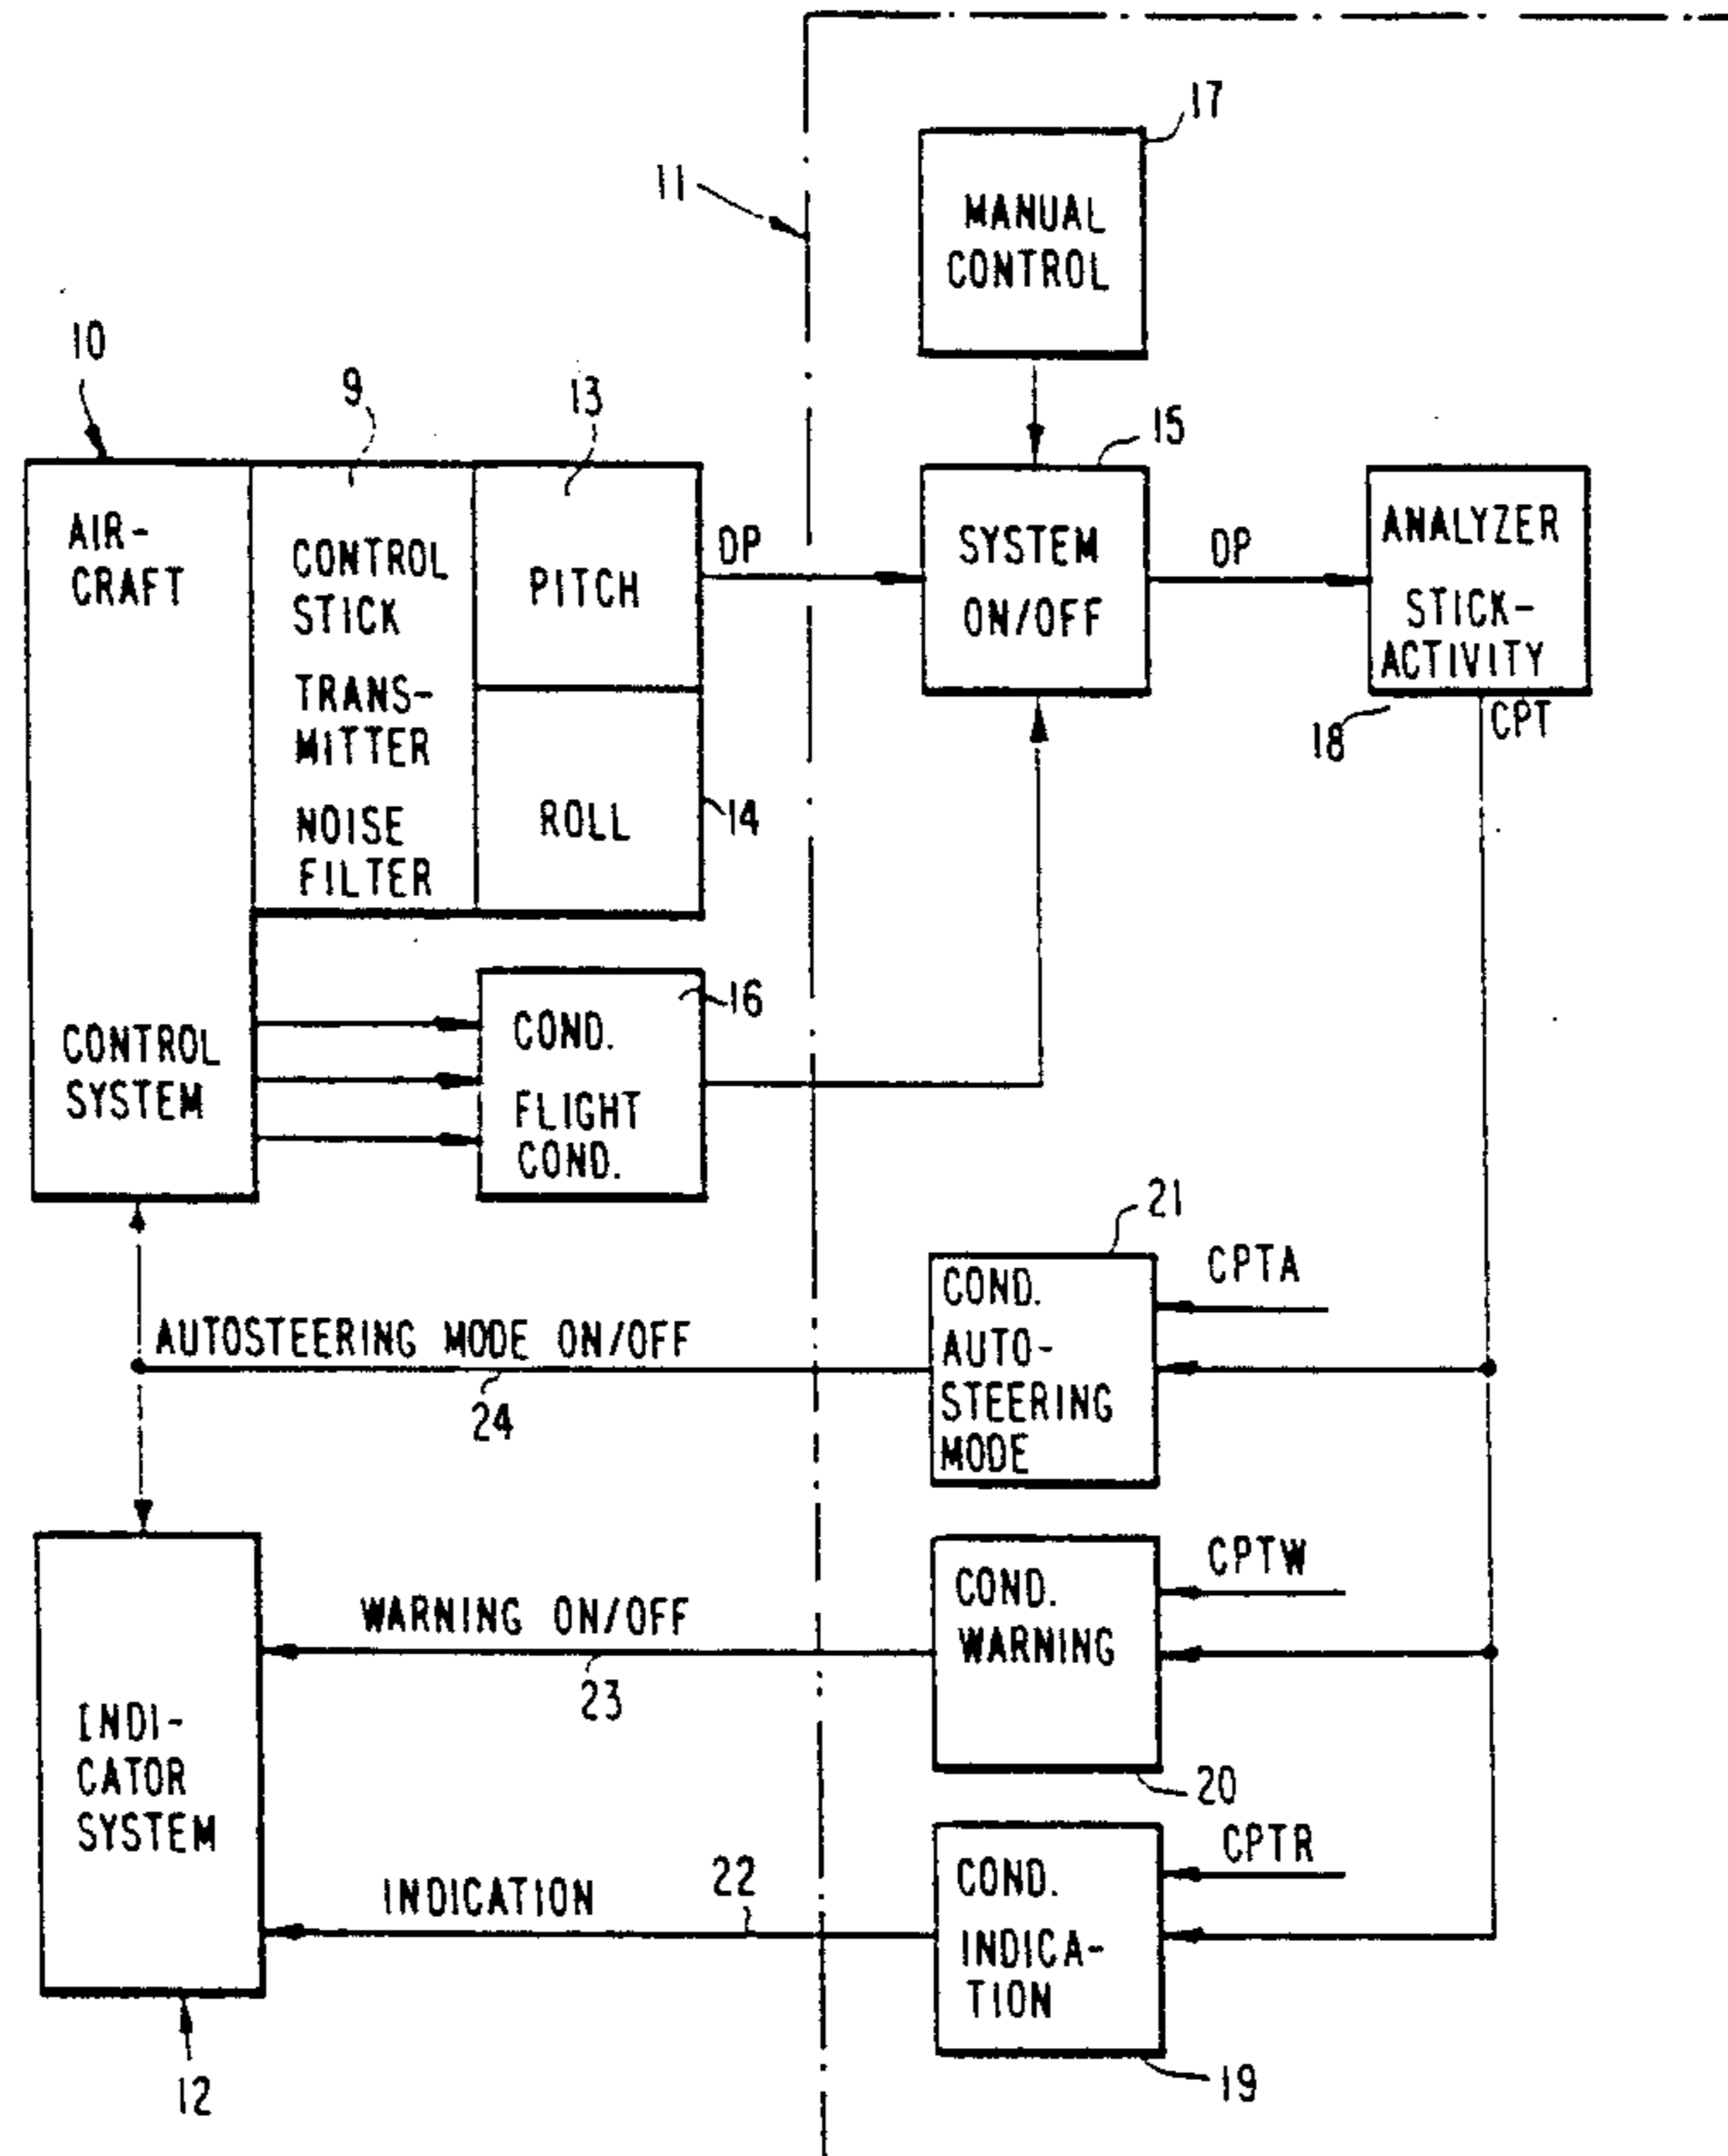 17
11
MANUAL
CONTROL
10
9
13
15
AIR-
CRAFT
CONTROL
STICK
TRANS-
MITTER
NOISE
FILTER
PITCH
DP
SYSTEM
ON/OFF
DP
ANALYZER
STICK-
ACTIVITY
18
CPT
ROLL
14
CONTROL
SYSTEM
16
COND.
FLIGHT
COND.
21
CPTA
COND.
AUTO-
STEERING
MODE
AUTOSTEERING MODE ON/OFF
24
CPTW
COND.
WARNING
WARNING ON/OFF
23
20
INDI-
CATOR
SYSTEM
CPTR
COND.
INDICA-
TION
INDICATION
22
19
12